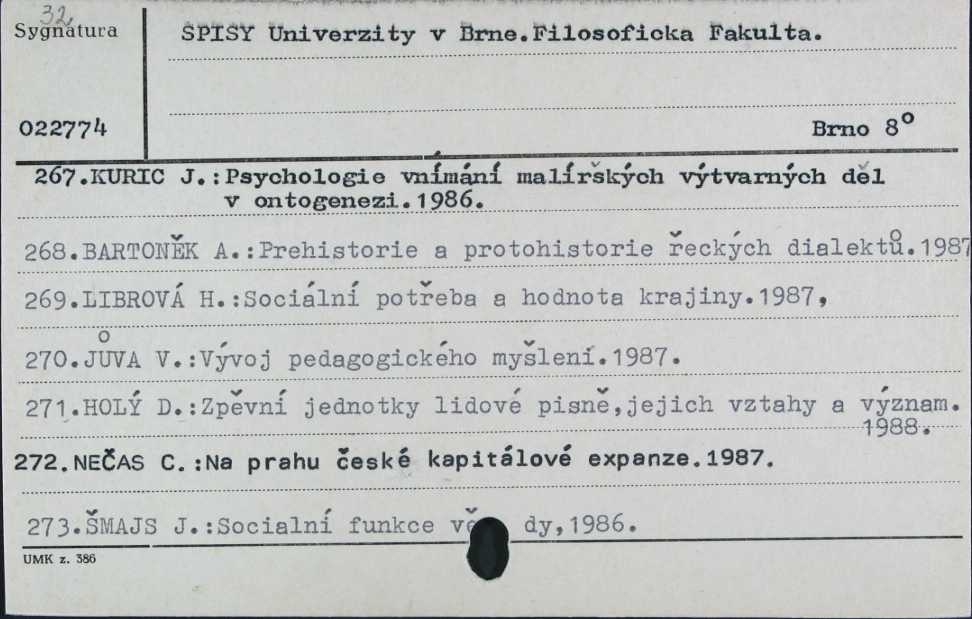 32
Sygnatura
SPISY Univerzity v Brne.Filosoficka Fakulta.
022774
Brno 8°
267.KURIC J.:Psychologie vnímání malířských výtvarných děl
v ontogenezi.1986.
268.BARTONĚK A.:Prehistorie a protohistorie řeckých dialektů.1987
269.LIBROVÁ H.:Sociální potřeba a hodnota krajiny.1987,
270.JŮVA V.:Vývoj pedagogického myšlení.1987.
271.HOLÝ D.:Zpěvní jednotky lidové pisně,jejich vztahy a význam.
1988.
272.NEČAS C.:Na prahu české kapitálové expanze.1987.
273.ŠMAJS J.:Socialní funkce vě dy,1986.
UMK z. 386